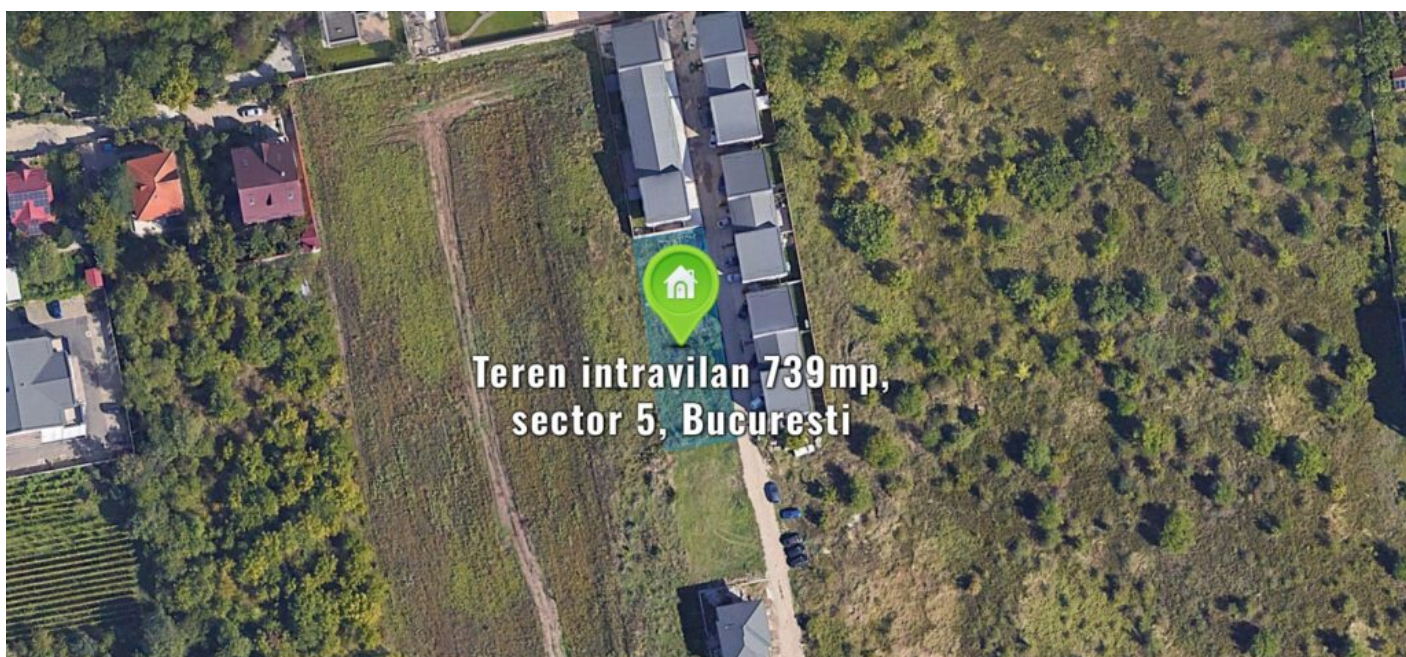 Teren intravilan 739mp,
sector 5, Bucuresti